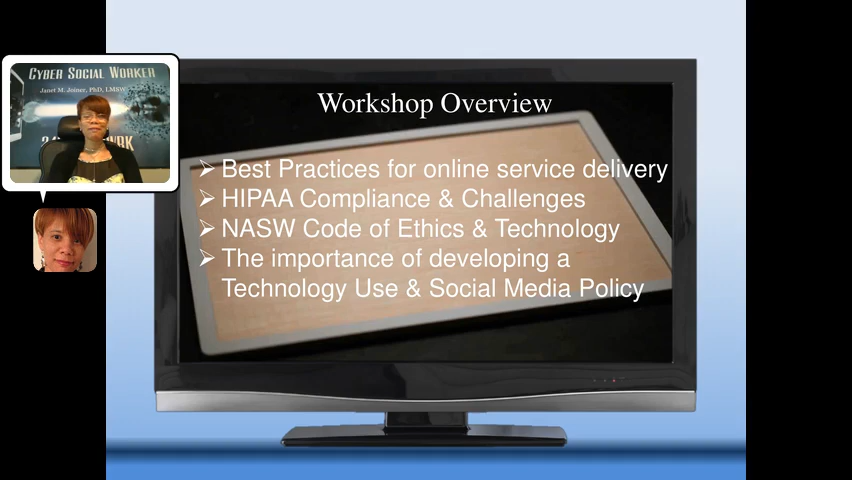 CYBER SOCIAL WORKER
Janet M. Joiner, PhD, LMSW
Workshop Overview
Best Practices for online service delivery
HIPAA Compliance & Challenges
NASW Code of Ethics & Technology
The importance of developing a
Technology Use & Social Media Policy